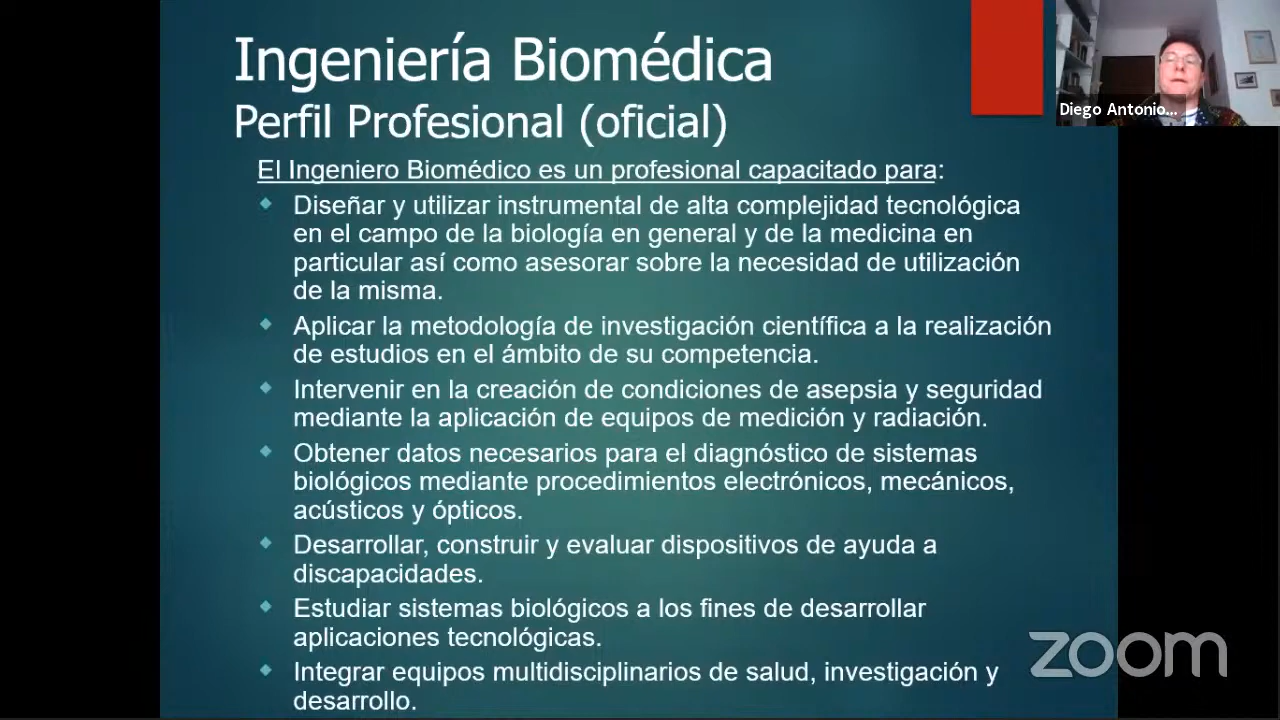 Ingeniería Biomédica
Perfil Profesional (oficial)
El Ingeniero Biomédico es un profesional capacitado para:
Diseñar y utilizar instrumental de alta complejidad tecnológica
en el campo de la biología en general y de la medicina en
particular así como asesorar sobre la necesidad de utilización
de la misma.
Aplicar la metodología de investigación científica a la realización
de estudios en el ámbito de su competencia.
Intervenir en la creación de condiciones de asepsia y seguridad
mediante la aplicación de equipos de medición y radiación.
Obtener datos necesarios para el diagnóstico de sistemas
biológicos mediante procedimientos electrónicos, mecánicos,
acústicos y ópticos.
Desarrollar, construir y evaluar dispositivos de ayuda a
discapacidades.
Estudiar sistemas biológicos a los fines de desarrollar
aplicaciones tecnológicas.
Integrar equipos multidisciplinarios de salud, investigación y
desarrollo.
Diego Antonio...
zoom